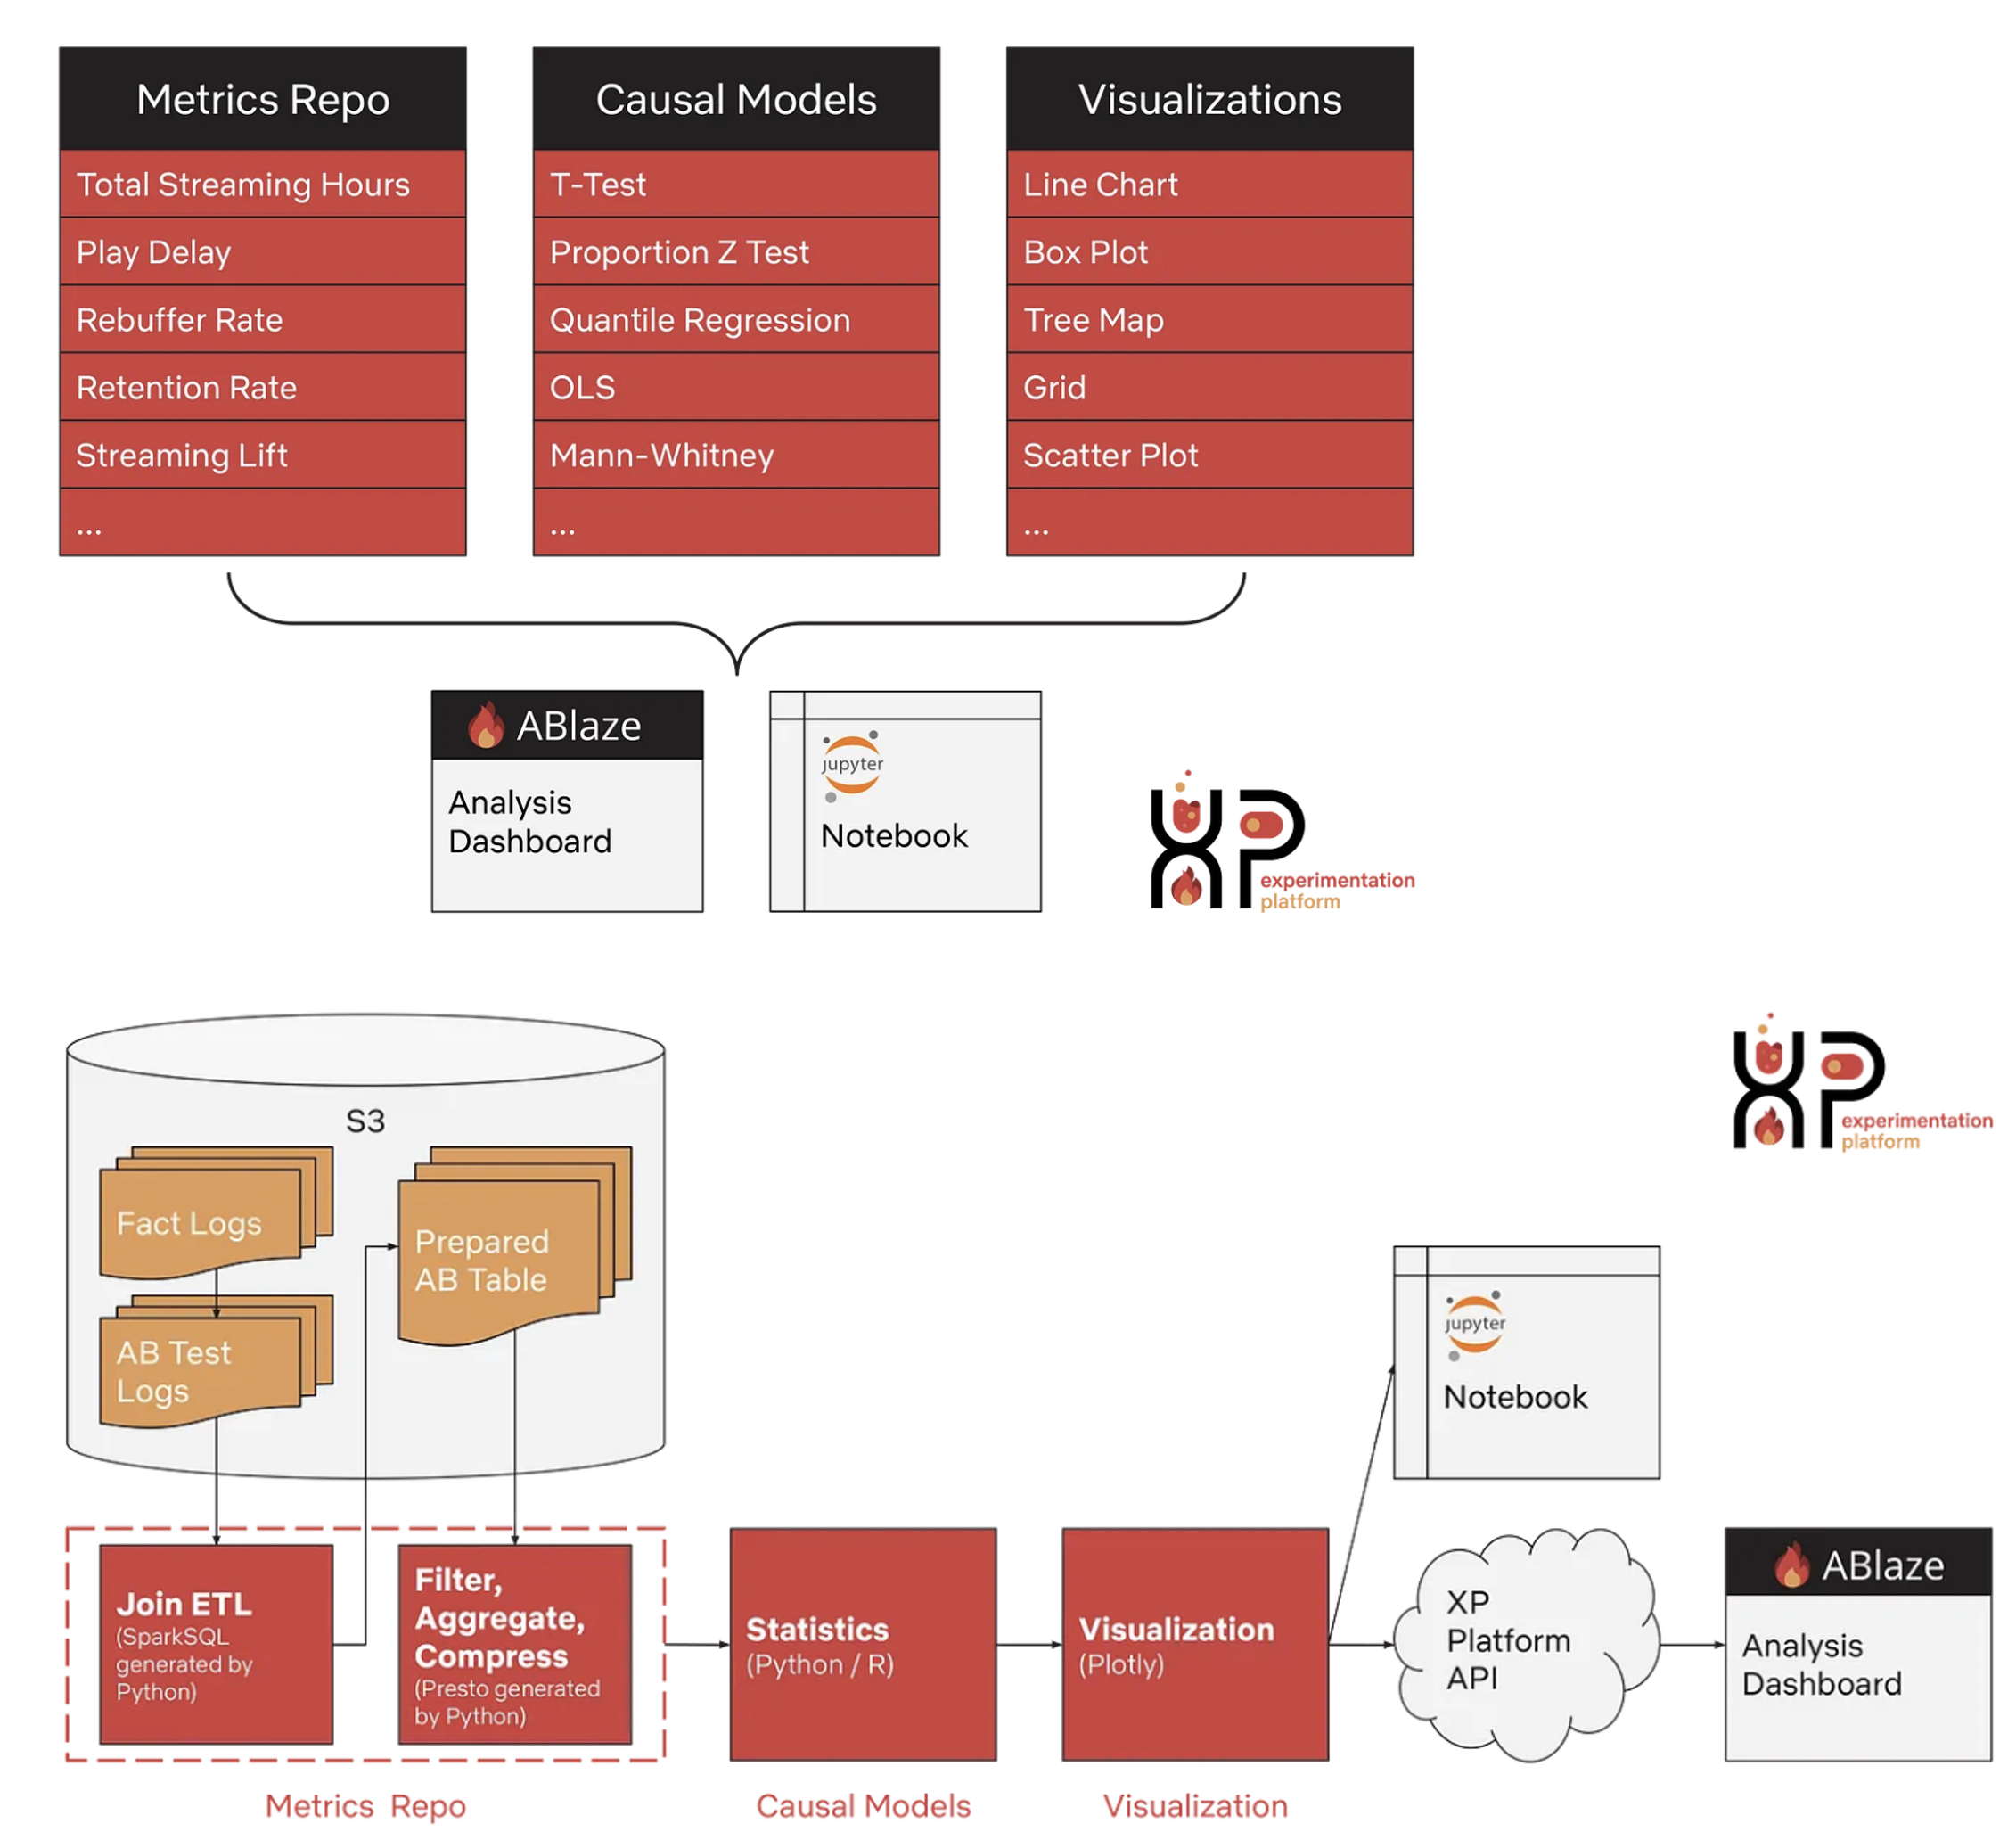 Metrics Repo
Total Streaming Hours
Play Delay
Rebuffer Rate
Retention Rate
Streaming Lift
...
Causal Models
T-Test
Proportion Z Test
Quantile Regression
OLS
Mann-Whitney
...
Visualizations
Line Chart
Box Plot
Tree Map
Grid
Scatter Plot
...
ABlaze
Analysis
Dashboard
jupyter
Notebook
XP
experimentation
platform
S3
Fact Logs
AB Test
Logs
Prepared
AB Table
XP
experimentation
platform
Join ETL
(SparkSQL
generated by
Python)
Filter,
Aggregate,
Compress
(Presto generated
by Python)
Metrics Repo
Statistics
(Python / R)
Causal Models
Visualization
(Plotly)
Visualization
jupyter
Notebook
XP
Platform
API
ABlaze
Analysis
Dashboard